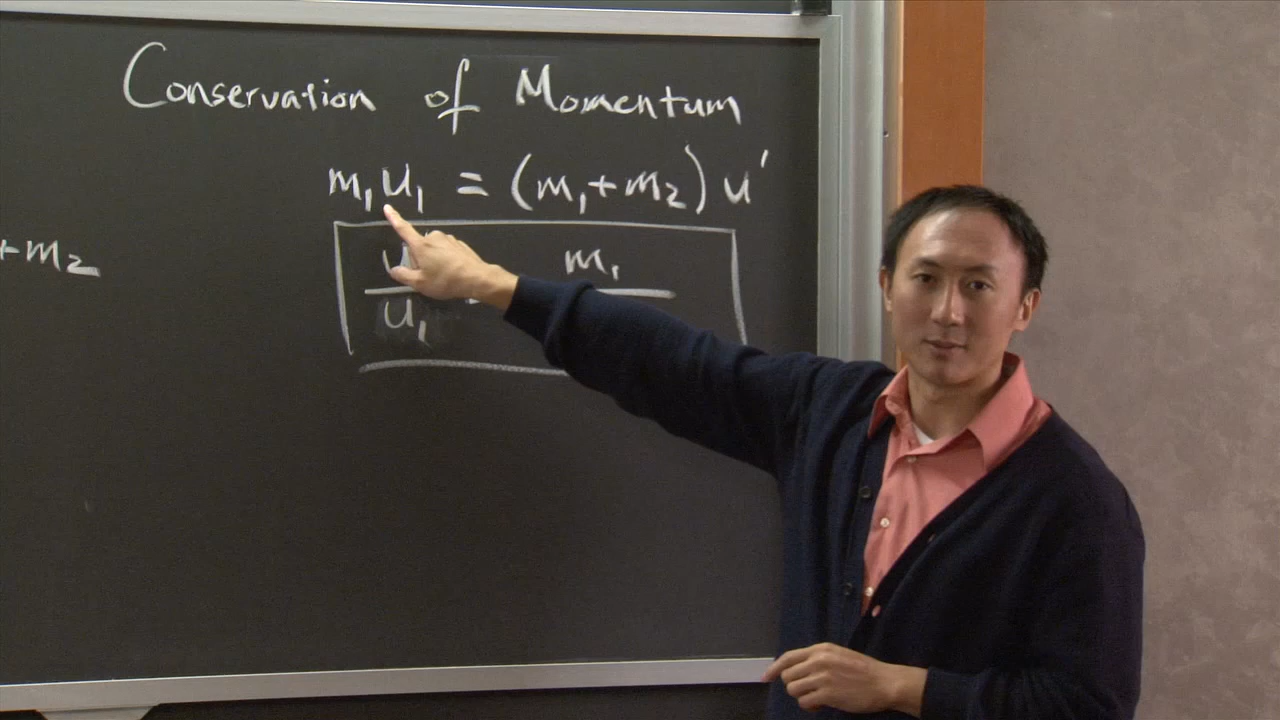 Conservation of Momentum
m₁u₁ = (m₁+m₂)u'
+m₂
u m₁
u₁